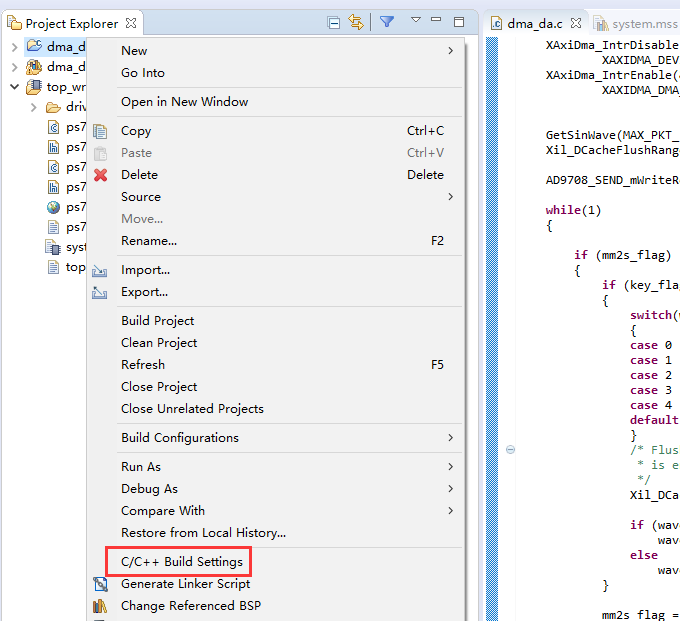 Project Explorer
dma_d
dma_d
top_wr
driv
ps7
ps7
ps7
ps7
ps7
ps7
syst
top
New
Go Into
Open in New Window
Copy Ctrl+C
Paste Ctrl+V
Delete Delete
Source
Move...
Rename... F2
Import...
Export...
Build Project
Clean Project
Refresh F5
Close Project
Close Unrelated Projects
Build Configurations
Run As
Debug As
Compare With
Restore from Local History...
C/C++ Build Settings
Generate Linker Script
Change Referenced BSP
dma_da.c system.mss
XAxiDma_IntrDisable
XAXIDMA_DEV
XAxiDma_IntrEnable(
XAXIDMA_DMA_
GetSinWave(MAX_PKT_
Xil_DCacheFlushRang
AD9708_SEND_mWriteR
while(1)
{
if (mm2s_flag)
{
if (key_fla
{
switch(
{
case 0
case 1
case 2
case 3
case 4
default
}
/* Flus
* is e
*/
Xil_DCa
if (wav
wav
else
wav
}
mm2s_flag =